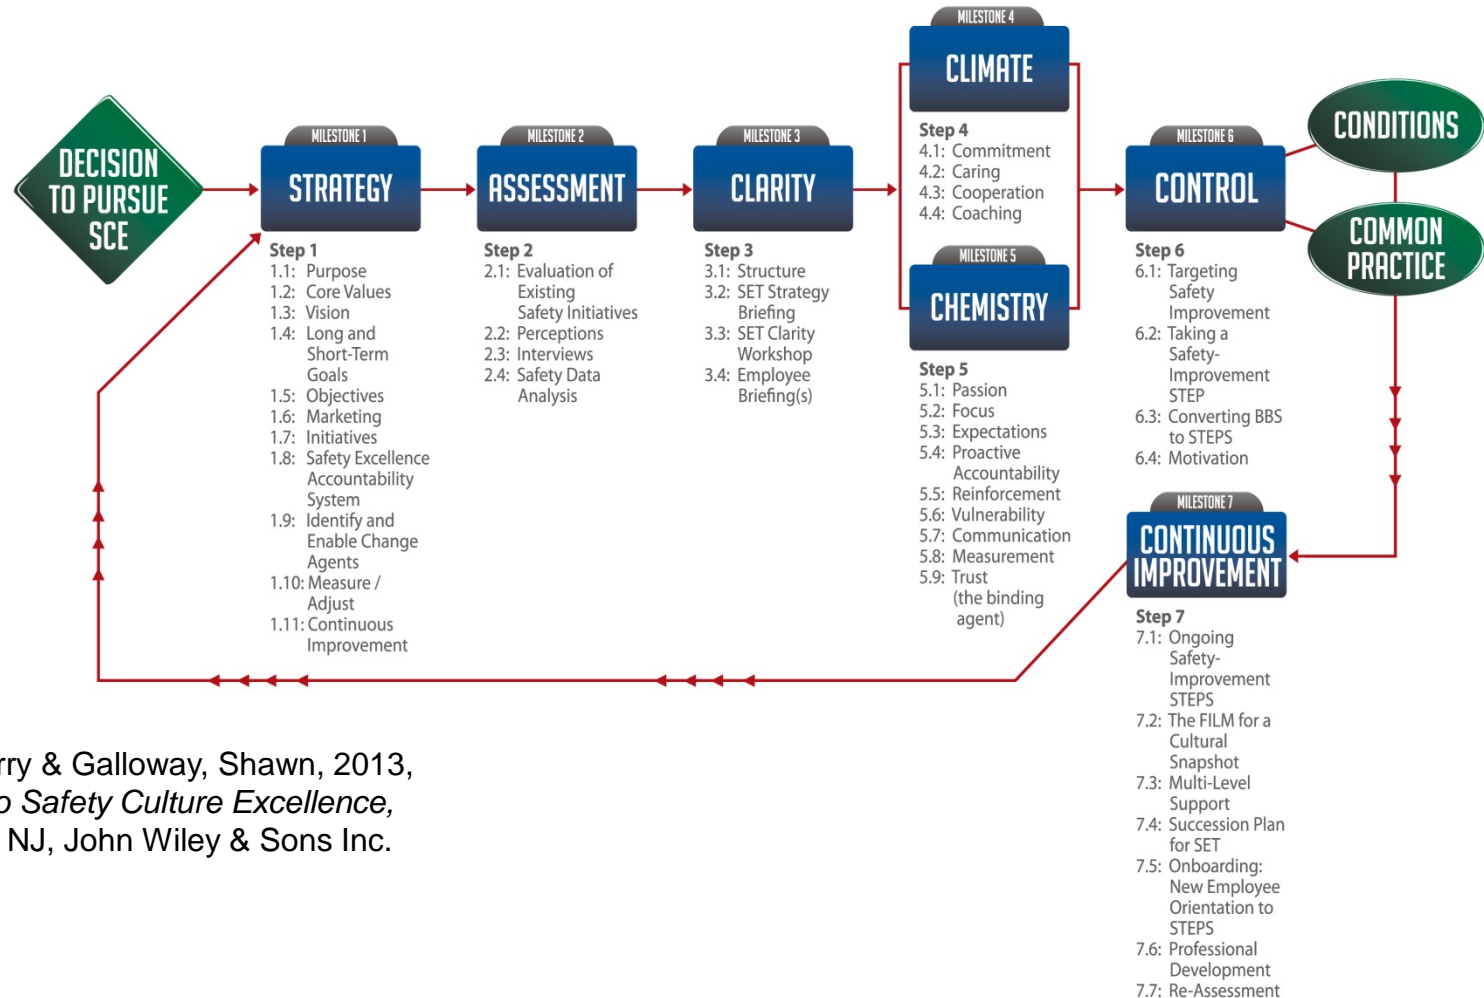 DECISION
TO PURSUE
SCE
MILESTONE 1
STRATEGY
Step 1
1.1: Purpose
1.2: Core Values
1.3: Vision
1.4: Long and
Short-Term
Goals
1.5: Objectives
1.6: Marketing
1.7: Initiatives
1.8: Safety Excellence
Accountability
System
1.9: Identify and
Enable Change
Agents
1.10: Measure /
Adjust
1.11: Continuous
Improvement
MILESTONE 2
ASSESSMENT
Step 2
2.1: Evaluation of
Existing
Safety Initiatives
2.2: Perceptions
2.3: Interviews
2.4: Safety Data
Analysis
MILESTONE 3
CLARITY
Step 3
3.1: Structure
3.2: SET Strategy
Briefing
3.3: SET Clarity
Workshop
3.4: Employee
Briefing(s)
MILESTONE 4
CLIMATE
Step 4
4.1: Commitment
4.2: Caring
4.3: Cooperation
4.4: Coaching
MILESTONE 5
CHEMISTRY
Step 5
5.1: Passion
5.2: Focus
5.3: Expectations
5.4: Proactive
Accountability
5.5: Reinforcement
5.6: Vulnerability
5.7: Communication
5.8: Measurement
5.9: Trust
(the binding
agent)
MILESTONE 6
CONTROL
Step 6
6.1: Targeting
Safety
Improvement
6.2: Taking a
Safety-
Improvement
STEP
6.3: Converting BBS
to STEPS
6.4: Motivation
CONDITIONS
COMMON
PRACTICE
MILESTONE 7
CONTINUOUS
IMPROVEMENT
Step 7
7.1: Ongoing
Safety-
Improvement
STEPS
7.2: The FILM for a
Cultural
Snapshot
7.3: Multi-Level
Support
7.4: Succession Plan
for SET
7.5: Onboarding:
New Employee
Orientation to
STEPS
7.6: Professional
Development
7.7: Re-Assessment
rry & Galloway, Shawn, 2013,
o Safety Culture Excellence,
NJ, John Wiley & Sons Inc.